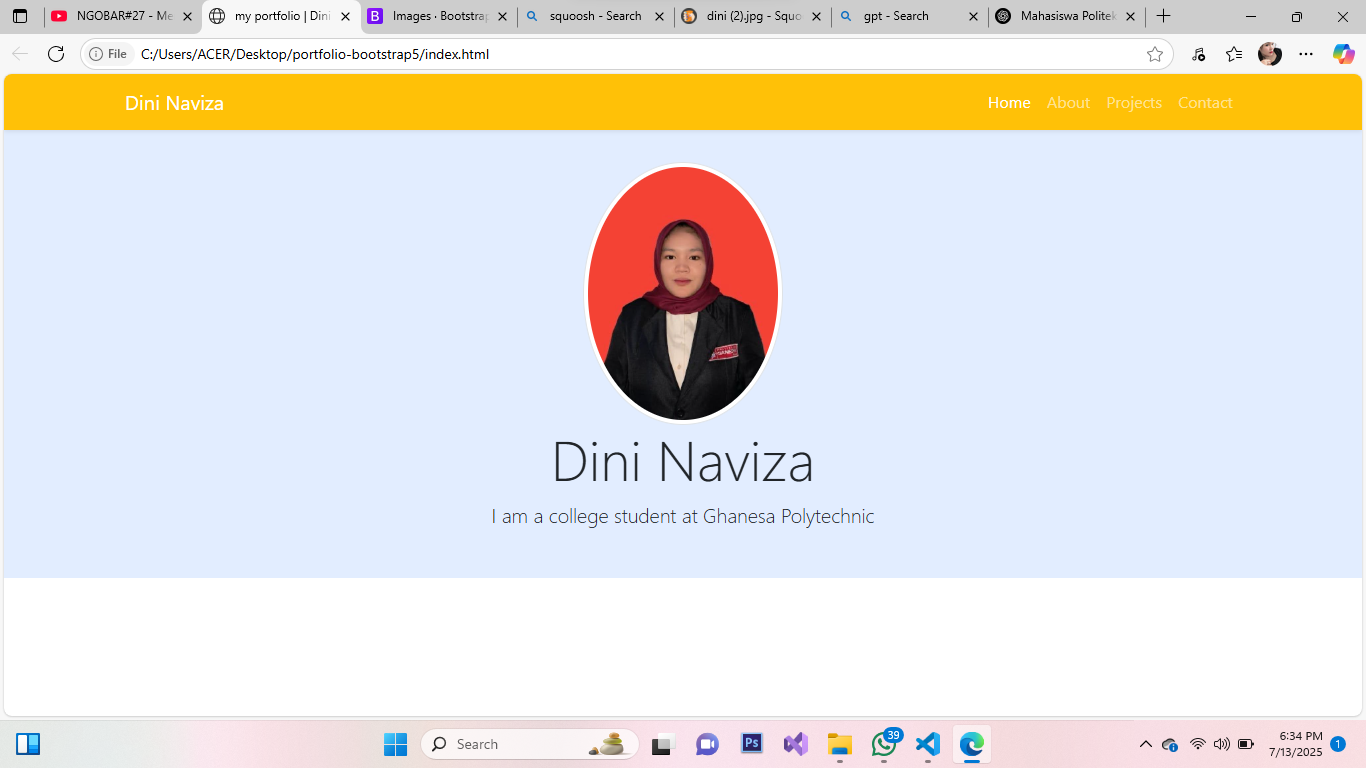 NGOBAR#27 - Me
my portfolio | Dini
Images · Bootstrap
squoosh - Search
dini (2).jpg - Squo
gpt - Search
Mahasiswa Politek
File
C:/Users/ACER/Desktop/portfolio-bootstrap5/index.html
Dini Naviza
Home
About
Projects
Contact
Dini Naviza
I am a college student at Ghanesa Polytechnic
Search
Ps
39
6:34 PM
7/13/2025
1